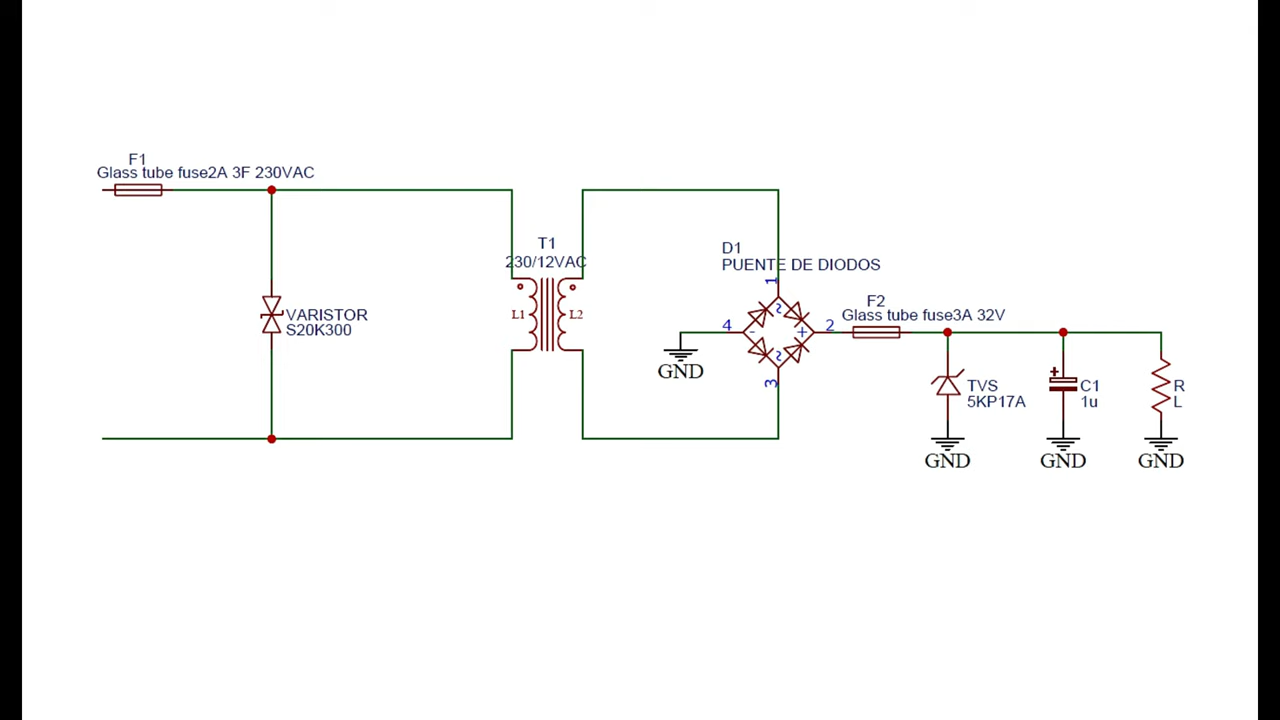 F1
Glass tube fuse2A 3F 230VAC
VARISTOR
S20K300
T1
230/12VAC
L1
L2
D1
PUENTE DE DIODOS
1
~
4
-
+
2
~
3
GND
F2
Glass tube fuse3A 32V
TVS
5KP17A
+
C1
1u
R
L
GND
GND
GND